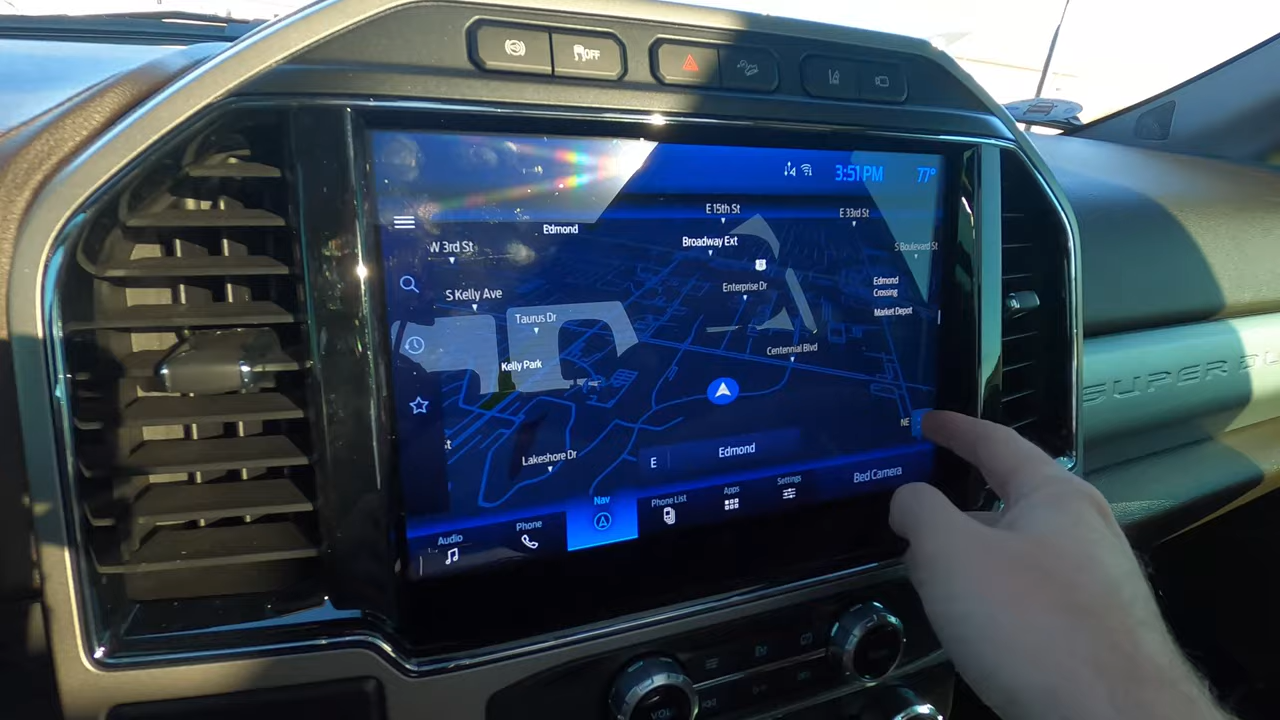 OFF
3:51 PM
77°
E 15th St
E 33rd St
Edmond
W 3rd St
Broadway Ext
S Boulevard St
S Kelly Ave
Enterprise Dr
Edmond
Crossing
Taurus Dr
Market Depot
Kelly Park
Centennial Blvd
NE
Lakeshore Dr
E
Edmond
Audio
Phone
Nav
Phone List
Apps
Settings
Bed Camera
SUPER DU
VOL